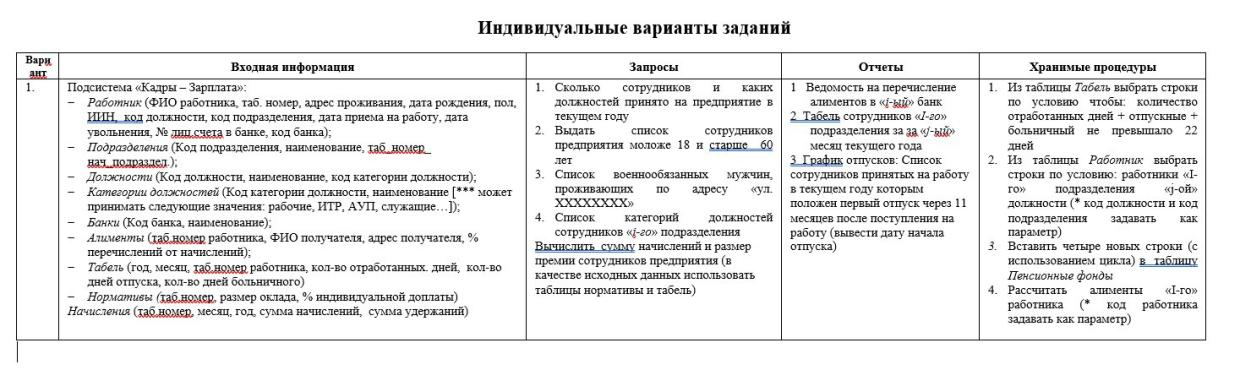 Индивидуальные варианты заданий
Вари
ант
Входная информация
Запросы
Отчеты
Хранимые процедуры
1.
Подсистема «Кадры – Зарплата»:
– Работник (ФИО работника, таб. номер, адрес проживания, дата рождения, пол,
ИИН, код должности, код подразделения, дата приема на работу, дата
увольнения, № лиц.счета в банке, код банка);
– Подразделения (Код подразделения, наименование, таб_номер_
нач_подраздел.);
– Должности (Код должности, наименование, код категории должности);
– Категории должностей (Код категории должности, наименование [*** может
принимать следующие значения: рабочие, ИТР, АУП, служащие…]);
– Банки (Код банка, наименование);
– Алименты (таб.номер работника, ФИО получателя, адрес получателя, %
перечислений от начислений);
– Табель (год, месяц, таб.номер работника, кол-во отработанных. дней, кол-во
дней отпуска, кол-во дней больничного)
– Нормативы (таб.номер, размер оклада, % индивидуальной доплаты)
Начисления (таб.номер, месяц, год, сумма начислений, сумма удержаний)
1. Сколько сотрудников и каких
должностей принято на предприятие в
текущем году
2. Выдать список сотрудников
предприятия моложе 18 и старше 60
лет
3. Список военнообязанных мужчин,
проживающих по адресу «ул.
ХХХХХХХХ»
4. Список категорий должностей
сотрудников «i-го» подразделения
Вычислить сумму начислений и размер
премии сотрудников предприятия (в
качестве исходных данных использовать
таблицы нормативы и табель)
1 Ведомость на перечисление
алиментов в «i-ый» банк
2 Табель сотрудников «I-го»
подразделения за за «j-ый»
месяц текущего года
3 График отпусков: Список
сотрудников принятых на работу
в текущем году которым
положен первый отпуск через 11
месяцев после поступления на
работу (вывести дату начала
отпуска)
1. Из таблицы Табель выбрать строки
по условию чтобы: количество
отработанных дней + отпускные +
больничный не превышало 22
дней
2. Из таблицы Работник выбрать
строки по условию: работники «I-
го» подразделения «j-ой»
должности (* код должности и код
подразделения задавать как
параметр)
3. Вставить четыре новых строки (с
использованием цикла) в таблицу
Пенсионные фонды
4. Рассчитать алименты «I-го»
работника (* код работника
задавать как параметр)